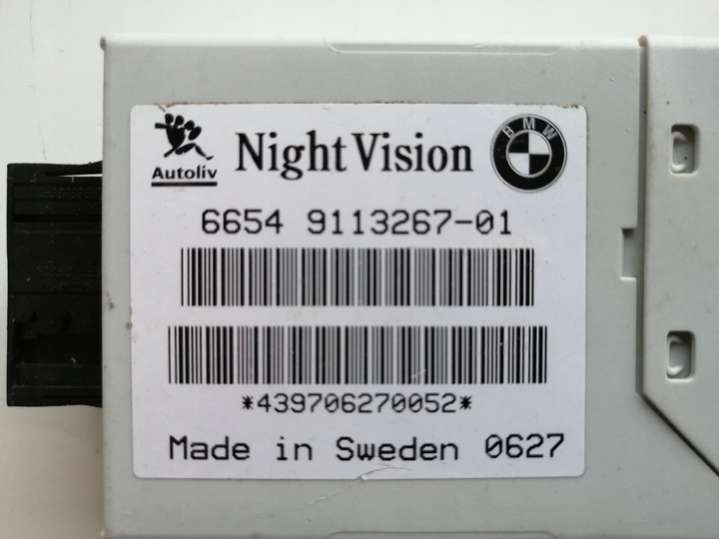 Autoliv
Night Vision
BMW
6654 9113267-01
*439706270052*
Made in Sweden 0627